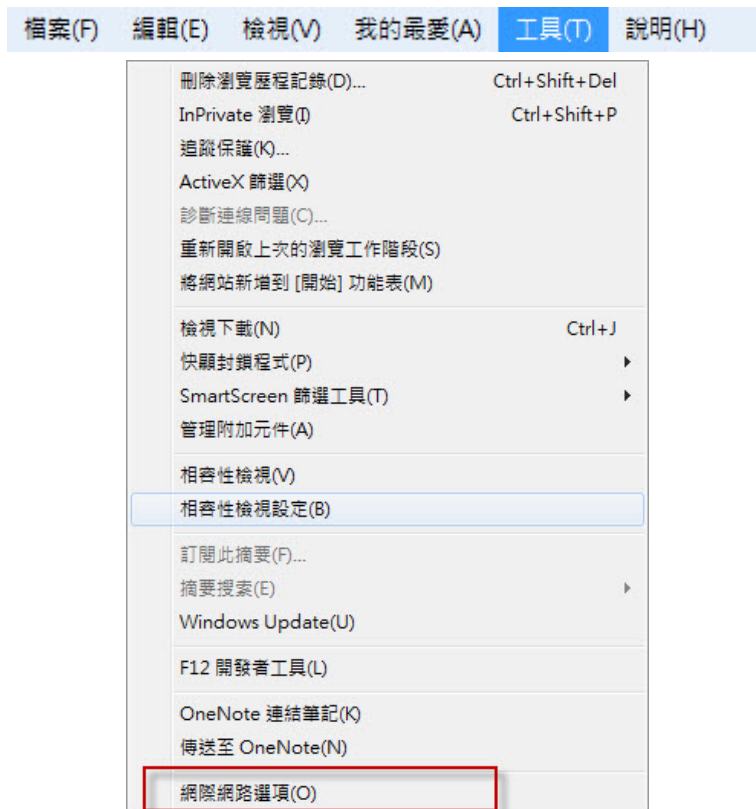 檔案(F) 編輯(E) 檢視(V) 我的最愛(A) 工具(T) 說明(H)
刪除瀏覽歷程記錄(D)... Ctrl+Shift+Del
InPrivate 瀏覽(I) Ctrl+Shift+P
追蹤保護(K)...
ActiveX 篩選(X)
診斷連線問題(C)...
重新開啟上次的瀏覽工作階段(S)
將網站新增到 [開始] 功能表(M)
檢視下載(N) Ctrl+J
快顯封鎖程式(P)
SmartScreen 篩選工具(T)
管理附加元件(A)
相容性檢視(V)
相容性檢視設定(B)
訂閱此摘要(F)...
摘要搜索(E)
Windows Update(U)
F12 開發者工具(L)
OneNote 連結筆記(K)
傳送至 OneNote(N)
網際網路選項(O)